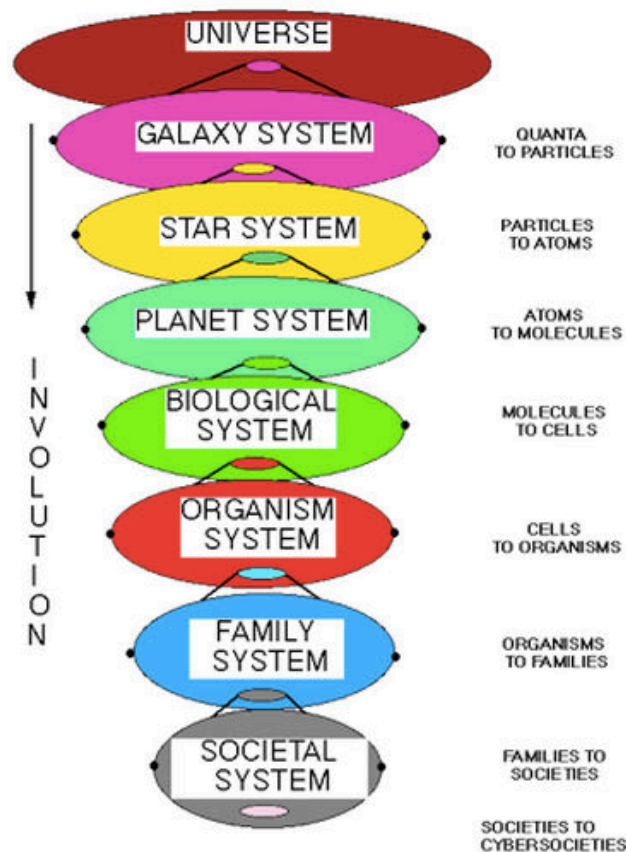 UNIVERSE
GALAXY SYSTEM
QUANTA
TO PARTICLES
STAR SYSTEM
PARTICLES
TO ATOMS
PLANET SYSTEM
ATOMS
TO MOLECULES
INVOLUTION
BIOLOGICAL
SYSTEM
MOLECULES
TO CELLS
ORGANISM
SYSTEM
CELLS
TO ORGANISMS
FAMILY
SYSTEM
ORGANISMS
TO FAMILIES
SOCIETAL
SYSTEM
FAMILIES TO
SOCIETIES
SOCIETIES TO
CYBERSOCIETIES